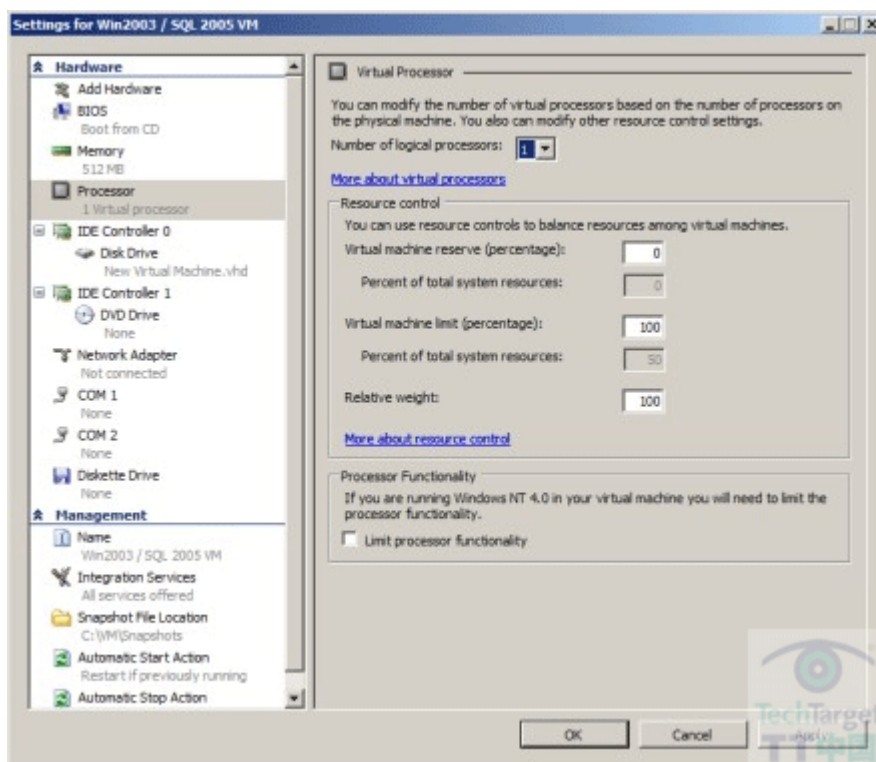 Settings for Win2003 / SQL 2005 VM
Hardware
Add Hardware
BIOS
Boot from CD
Memory
512 MB
Processor
1 Virtual processor
IDE Controller 0
Disk Drive
New Virtual Machine.vhd
IDE Controller 1
DVD Drive
None
Network Adapter
Not connected
COM 1
None
COM 2
None
Diskette Drive
None
Management
Name
Win2003 / SQL 2005 VM
Integration Services
All services offered
Snapshot File Location
C:\VM\Snapshots
Automatic Start Action
Restart if previously running
Automatic Stop Action
Virtual Processor
You can modify the number of virtual processors based on the number of processors on
the physical machine. You also can modify other resource control settings.
Number of logical processors: 1
More about virtual processors
Resource control
You can use resource controls to balance resources among virtual machines.
Virtual machine reserve (percentage): 0
Percent of total system resources: 0
Virtual machine limit (percentage): 100
Percent of total system resources: 50
Relative weight: 100
More about resource control
Processor Functionality
If you are running Windows NT 4.0 in your virtual machine you will need to limit the
processor functionality.
Limit processor functionality
OK
Cancel
Apply
TechTarget
TT中国